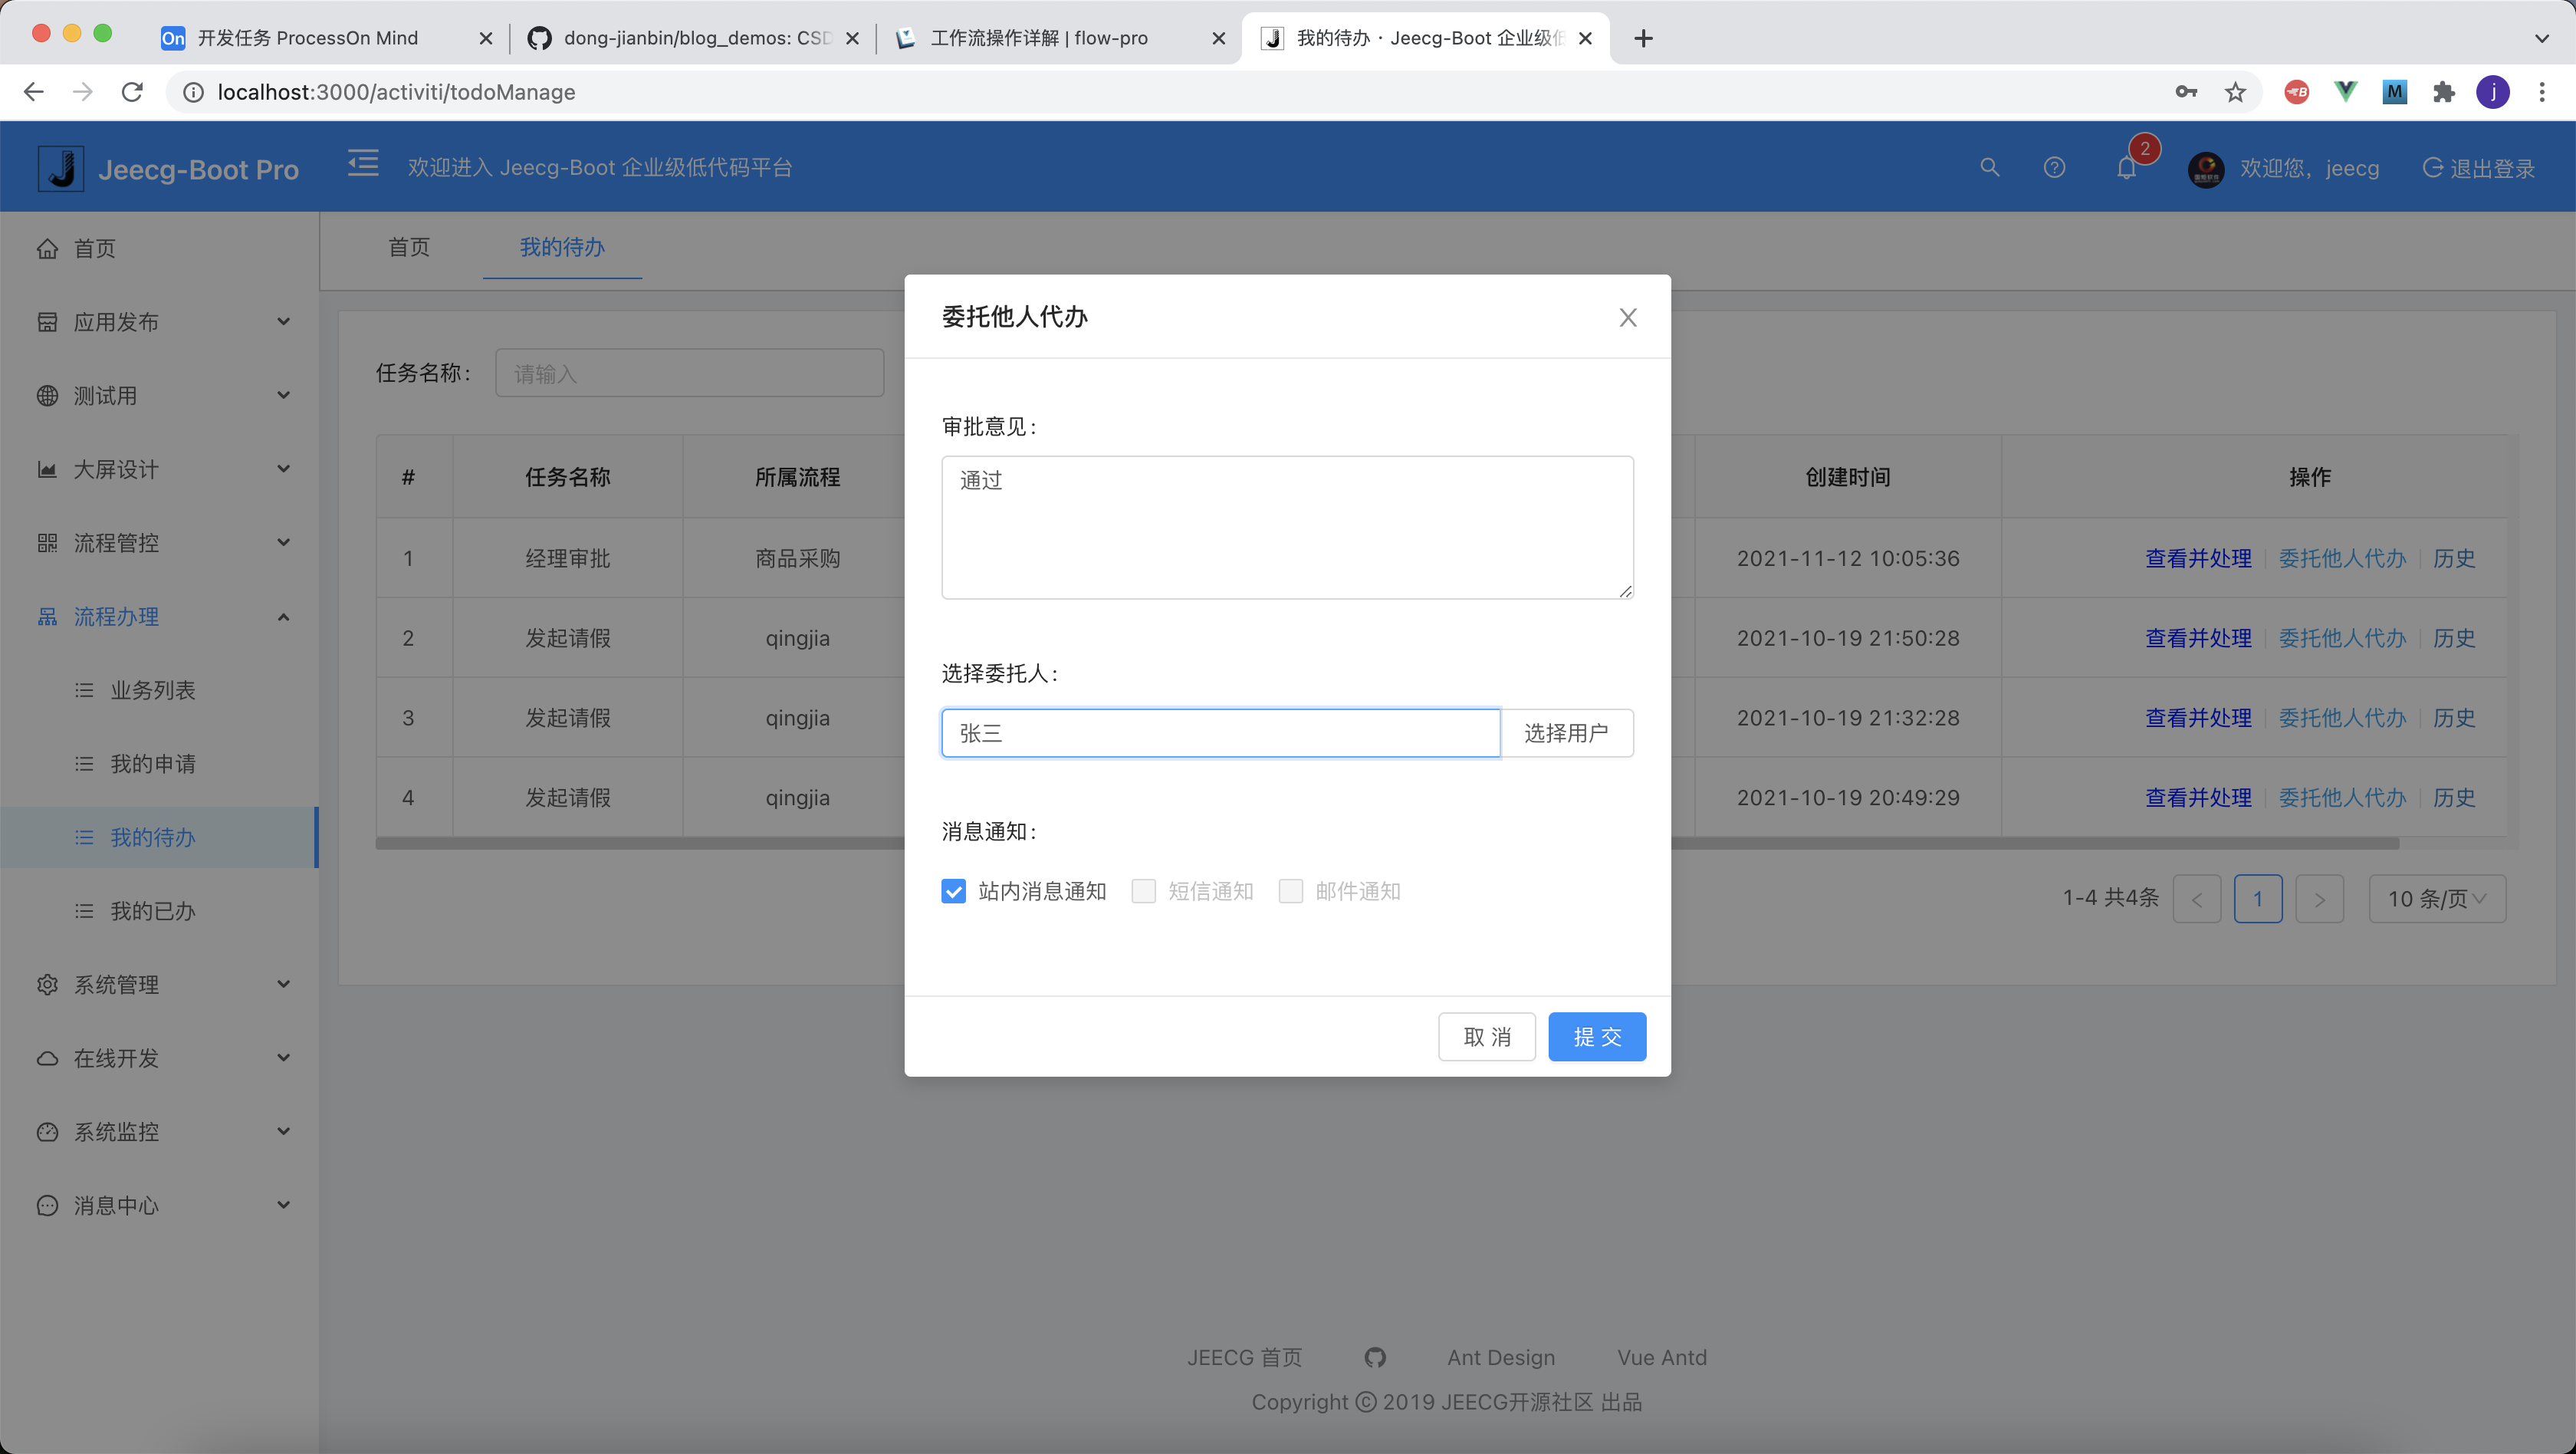 On 开发任务 ProcessOn Mind
dong-jianbin/blog_demos: CSD
工作流操作详解 | flow-pro
我的待办 · Jeecg-Boot 企业级低
localhost:3000/activiti/todoManage
B
M
j
Jeecg-Boot Pro
欢迎进入 Jeecg-Boot 企业级低代码平台
2
欢迎您，jeecg
退出登录
首页
应用发布
测试用
大屏设计
流程管控
流程办理
业务列表
我的申请
我的待办
我的已办
系统管理
在线开发
系统监控
消息中心
首页 我的待办
任务名称： 请输入
# 任务名称 所属流程 创建时间 操作
1 经理审批 商品采购 2021-11-12 10:05:36 查看并处理 委托他人代办 历史
2 发起请假 qingjia 2021-10-19 21:50:28 查看并处理 委托他人代办 历史
3 发起请假 qingjia 2021-10-19 21:32:28 查看并处理 委托他人代办 历史
4 发起请假 qingjia 2021-10-19 20:49:29 查看并处理 委托他人代办 历史
1-4 共4条 < 1 > 10 条/页
委托他人代办
审批意见：
通过
选择委托人：
张三 选择用户
消息通知：
站内消息通知 短信通知 邮件通知
取 消 提 交
JEECG 首页 Ant Design Vue Antd
Copyright © 2019 JEECG开源社区 出品